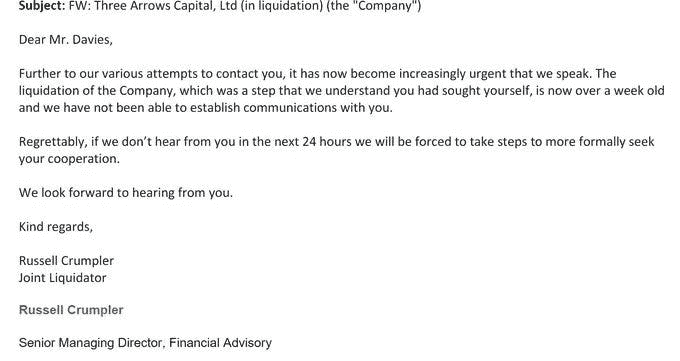 Subject: FW: Three Arrows Capital, Ltd (in liquidation) (the "Company")
Dear Mr. Davies,
Further to our various attempts to contact you, it has now become increasingly urgent that we speak. The
liquidation of the Company, which was a step that we understand you had sought yourself, is now over a week old
and we have not been able to establish communications with you.
Regrettably, if we don’t hear from you in the next 24 hours we will be forced to take steps to more formally seek
your cooperation.
We look forward to hearing from you.
Kind regards,
Russell Crumpler
Joint Liquidator
Russell Crumpler
Senior Managing Director, Financial Advisory